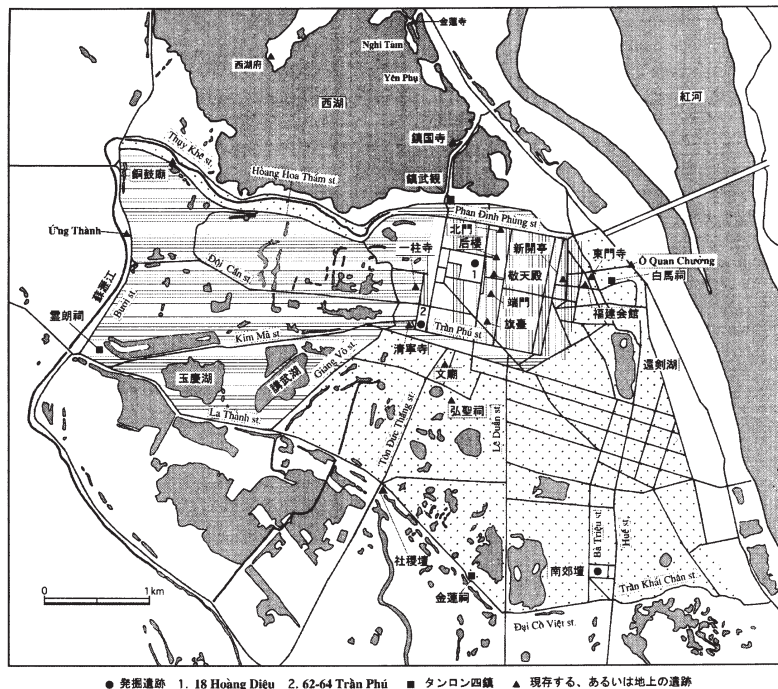 金蓮寺
Nghi Tàm
西湖府
Yên Phụ
西湖
紅河
鎮国寺
鎮武観
Thụy Khê st.
銅鼓廟
Hòang Hoa Thám st.
Phan Đình Phùng st.
北門
一柱寺
后楼
新開亭
東門寺
Ô Quan Chưởng
Ứng Thành
1
敬天殿
白馬祠
Đội Cấn st.
端門
蘇瀝江
Bưởi st.
旗臺
福建会館
2
Trần Phú st.
霊朗祠
Kim Mã st.
清寧寺
還剣湖
Giảng Võ st.
玉慶湖
講武湖
文廟
La Thành st.
弘聖祠
Tôn Đức Thắng st.
Lê Duẩn st.
Bà Triệu st.
Huế st.
社稷壇
南郊壇
Trần Khát Chân st.
金蓮祠
Đại Cồ Việt st.
0 1 km
● 発掘遺跡 1. 18 Hoàng Diệu 2. 62-64 Trần Phú ■ タンロン四鎮 ▲ 現存する、あるいは地上の遺跡